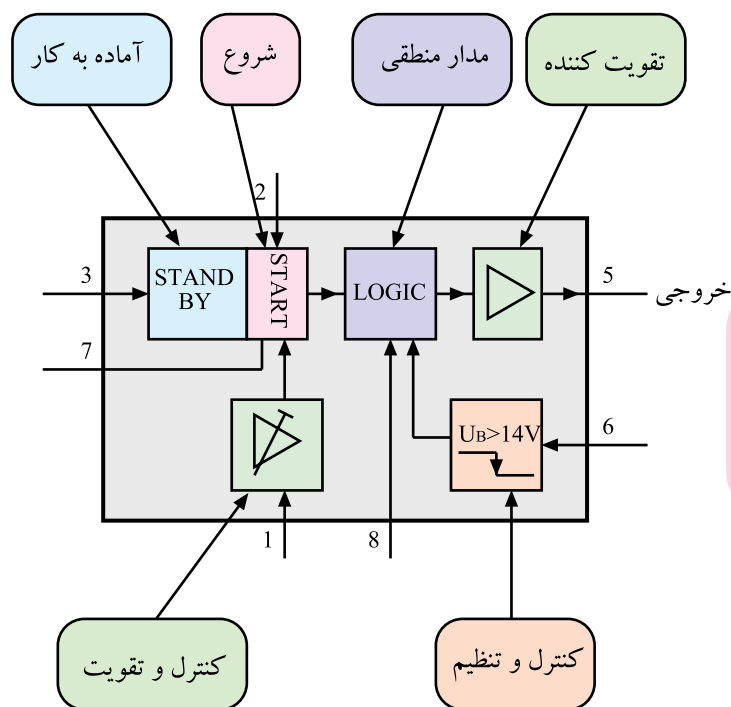 آماده به کار
شروع
مدار منطقی
تقویت کننده
2
3
STAND
BY
START
LOGIC
5
خروجی
7
UB>14V
6
1
8
کنترل و تقویت
کنترل و تنظیم